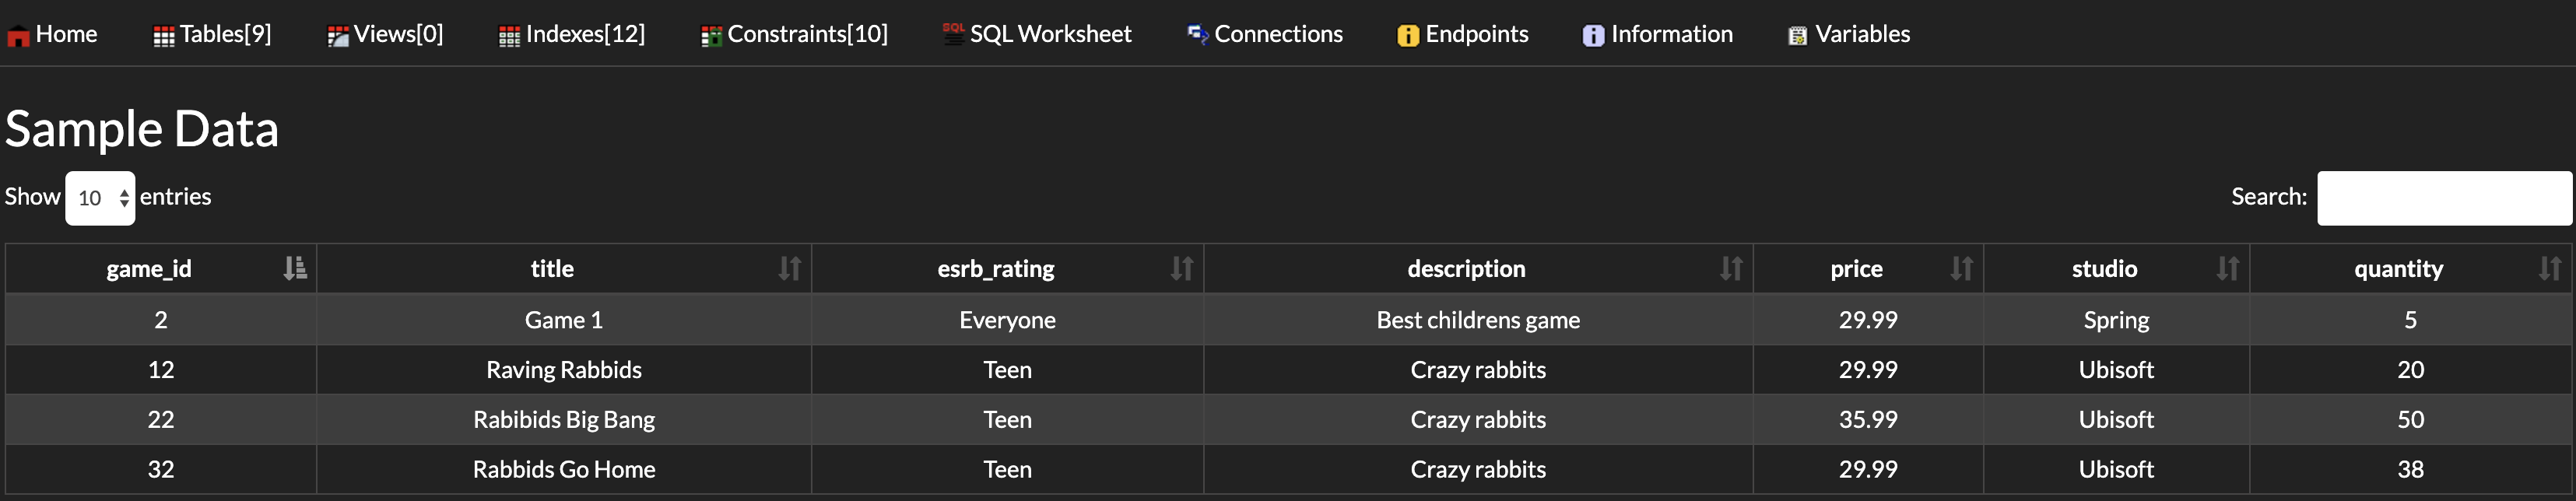 Home Tables[9] Views[0] Indexes[12] Constraints[10] SQL SQL Worksheet Connections Endpoints Information Variables
Sample Data
Show 10 entries Search:
game_id title esrb_rating description price studio quantity
2 Game 1 Everyone Best childrens game 29.99 Spring 5
12 Raving Rabbids Teen Crazy rabbits 29.99 Ubisoft 20
22 Rabibids Big Bang Teen Crazy rabbits 35.99 Ubisoft 50
32 Rabbids Go Home Teen Crazy rabbits 29.99 Ubisoft 38